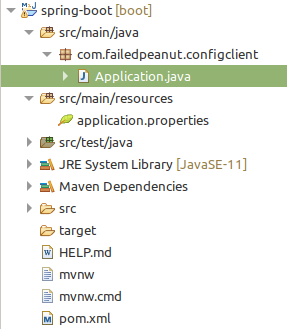 spring-boot [boot]
src/main/java
com.failedpeanut.configclient
Application.java
src/main/resources
application.properties
src/test/java
JRE System Library [JavaSE-11]
Maven Dependencies
src
target
HELP.md
mvnw
mvnw.cmd
pom.xml